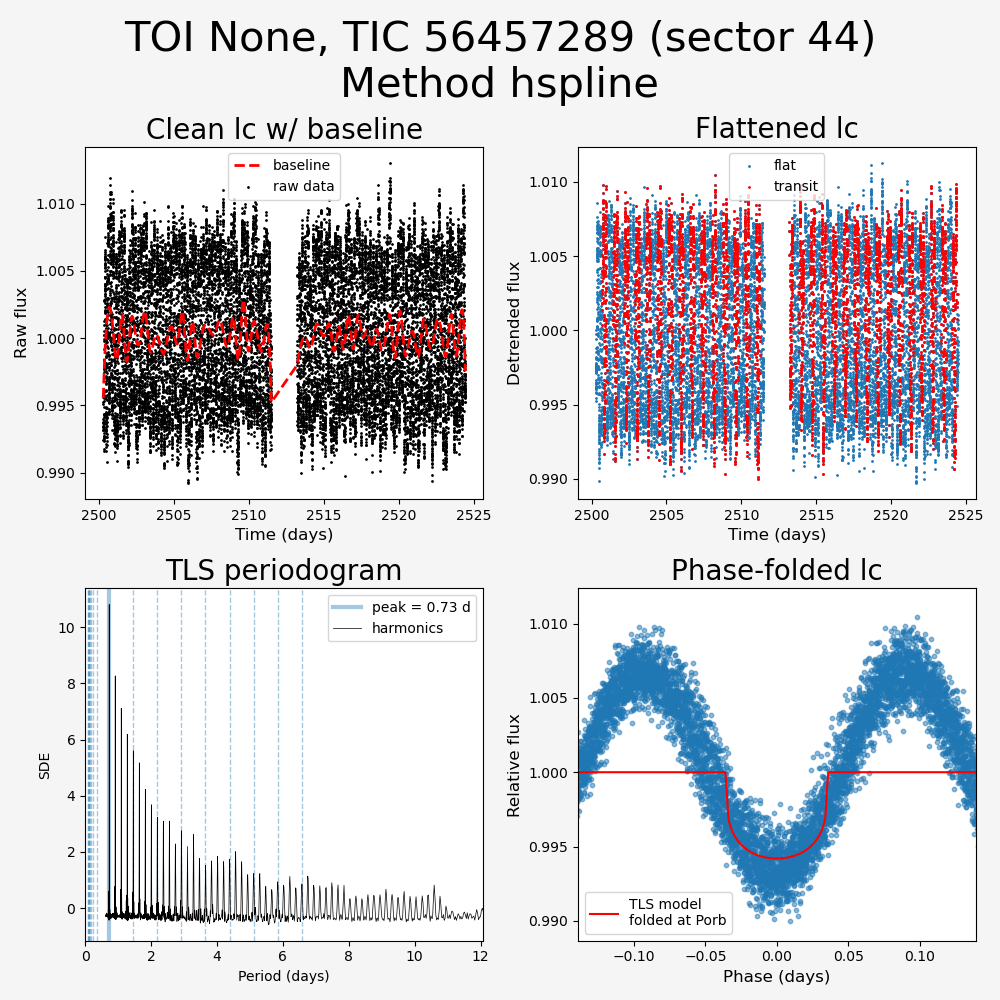 TOI None, TIC 56457289 (sector 44)
Method hspline
Clean lc w/ baseline
baseline
raw data
1.010
1.005
1.000
0.995
0.990
Raw flux
2500 2505 2510 2515 2520 2525
Time (days)
Flattened lc
flat
transit
1.010
1.005
1.000
0.995
0.990
Detrended flux
2500 2505 2510 2515 2520 2525
Time (days)
TLS periodogram
peak = 0.73 d
harmonics
10
8
6
4
2
0
SDE
0 2 4 6 8 10 12
Period (days)
Phase-folded lc
1.010
1.005
1.000
0.995
0.990
Relative flux
TLS model
folded at Porb
−0.10 −0.05 0.00 0.05 0.10
Phase (days)